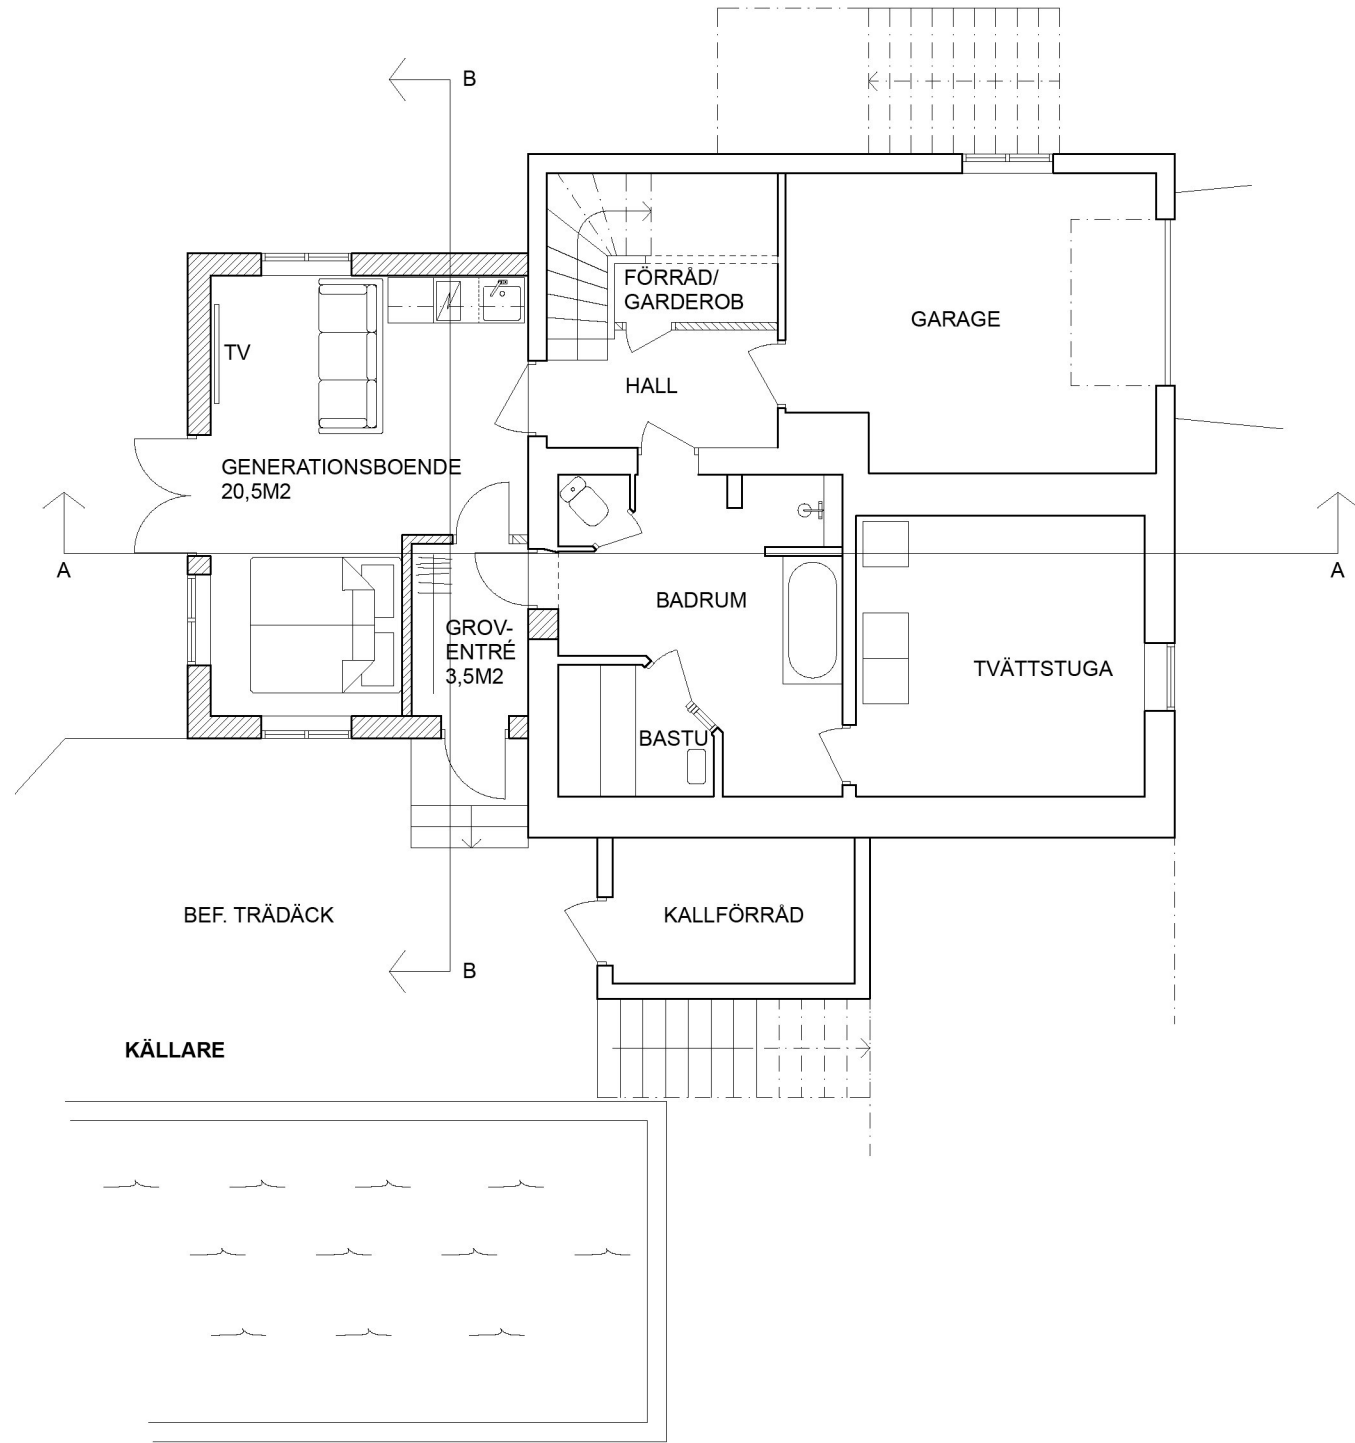 B
FÖRRÅD/
GARDEROB
GARAGE
TV
HALL
GENERATIONSBOENDE
20,5M2
A
A
BADRUM
GROV-
ENTRÉ
3,5M2
TVÄTTSTUGA
BASTU
BEF. TRÄDÄCK
KALLFÖRRÅD
B
KÄLLARE